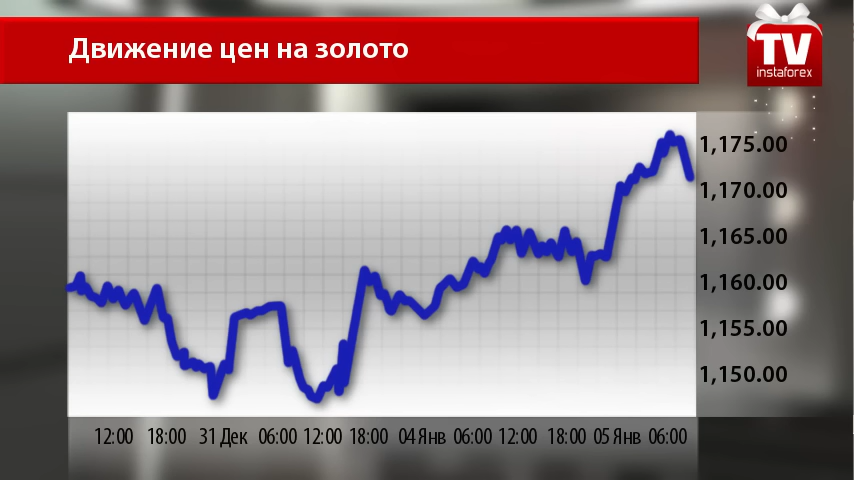 Движение цен на золото
TV
instaforex
1,175.00
1,170.00
1,165.00
1,160.00
1,155.00
1,150.00
12:00 18:00 31 Дек 06:00 12:00 18:00 04 Янв 06:00 12:00 18:00 05 Янв 06:00